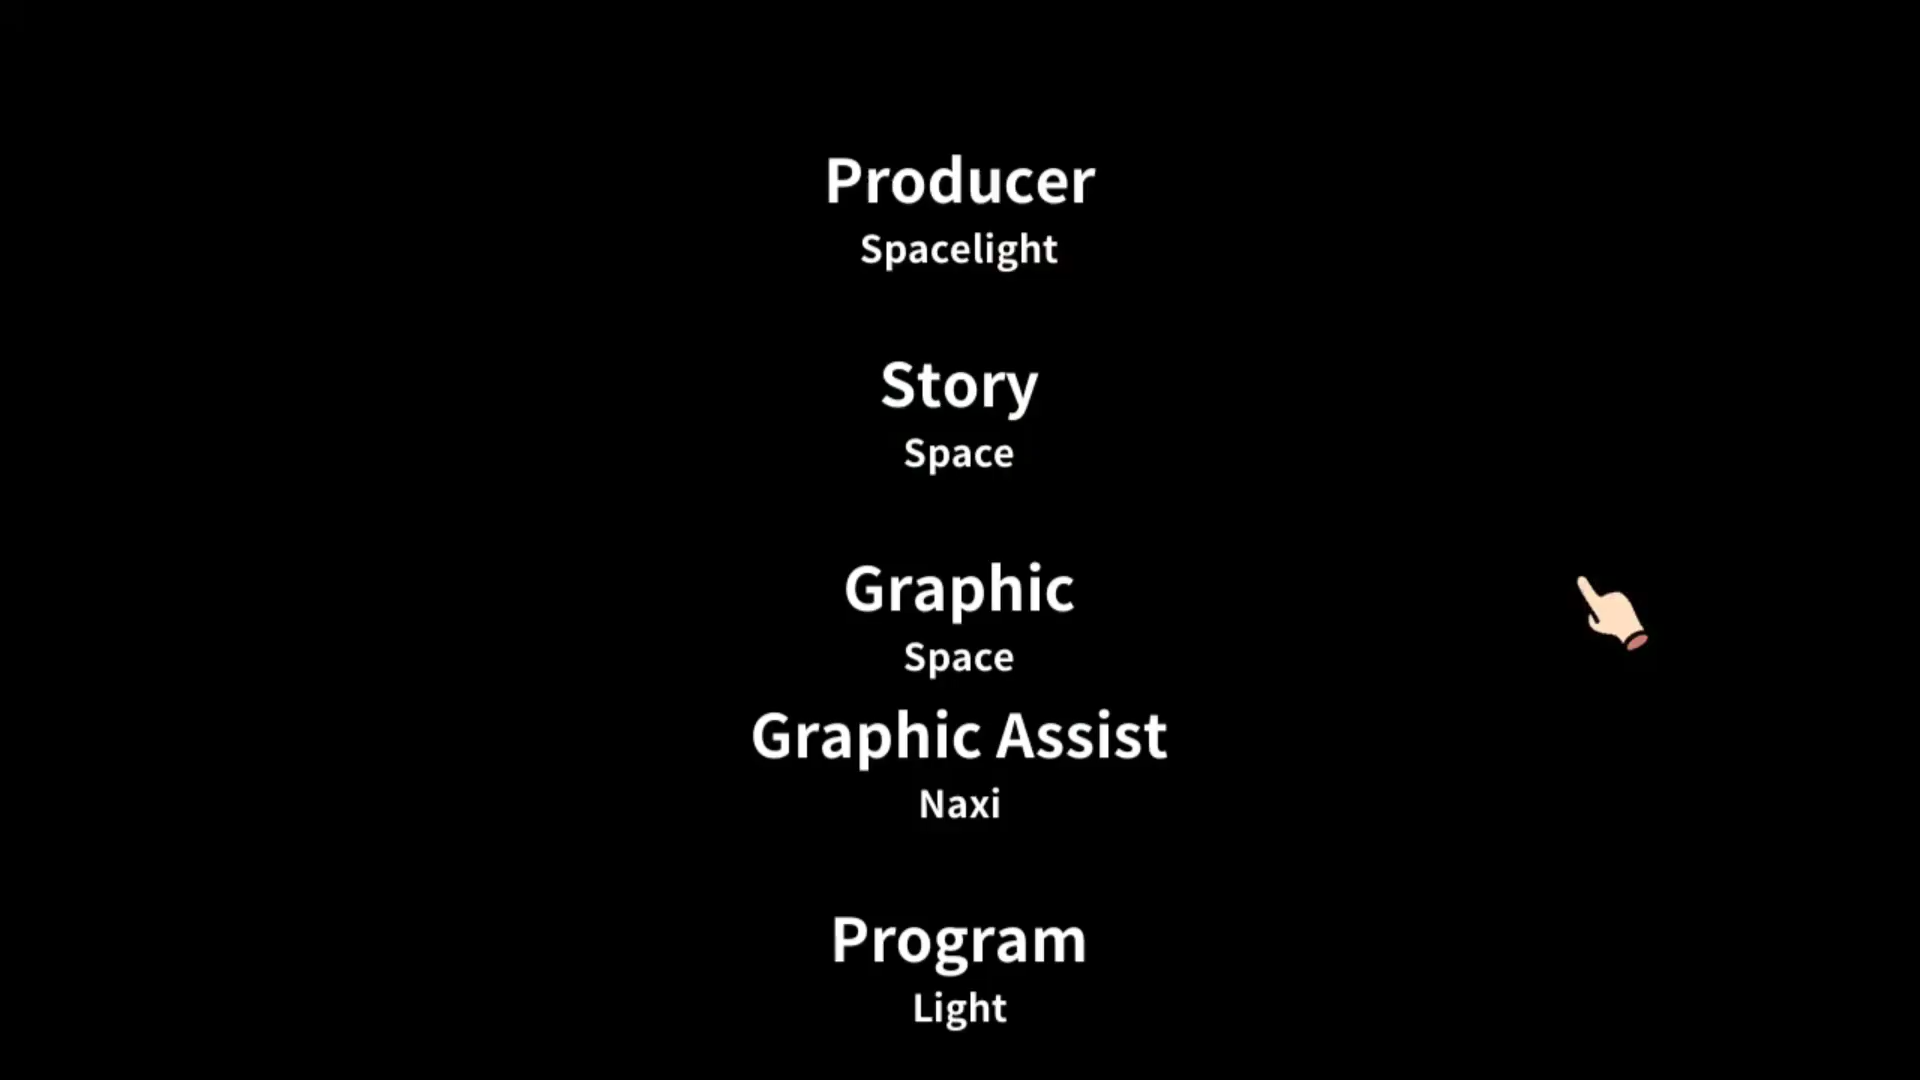 Producer
Spacelight
Story
Space
Graphic
Space
Graphic Assist
Naxi
Program
Light